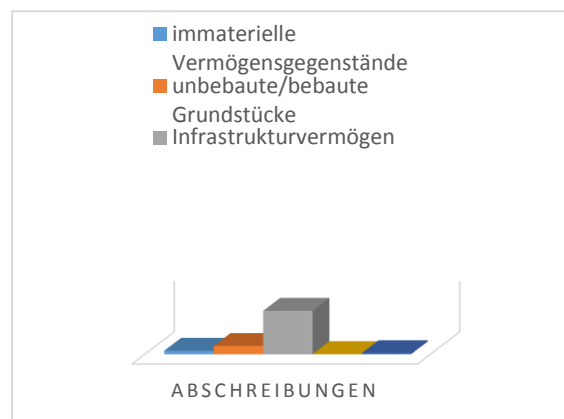 immaterielle
Vermögensgegenstände
unbebaute/bebaute
Grundstücke
Infrastrukturvermögen
ABSCHREIBUNGEN